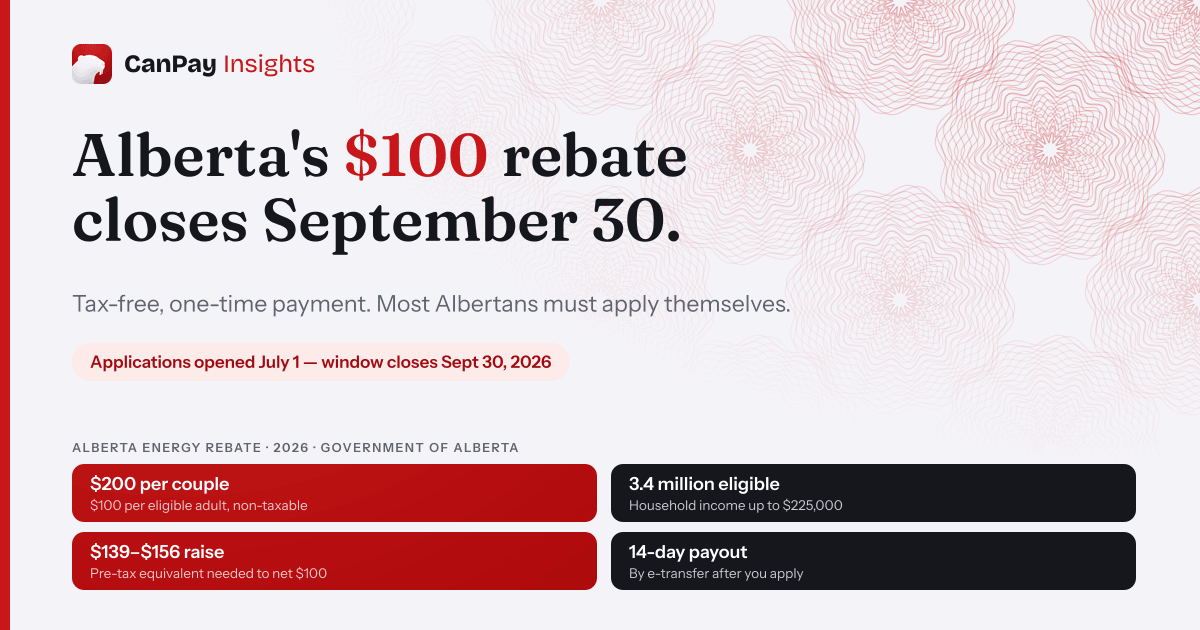 CanPay Insights
Alberta's $100 rebate
closes September 30.
Tax-free, one-time payment. Most Albertans must apply themselves.
Applications opened July 1 — window closes Sept 30, 2026
ALBERTA ENERGY REBATE · 2026 · GOVERNMENT OF ALBERTA
$200 per couple
$100 per eligible adult, non-taxable
3.4 million eligible
Household income up to $225,000
$139–$156 raise
Pre-tax equivalent needed to net $100
14-day payout
By e-transfer after you apply